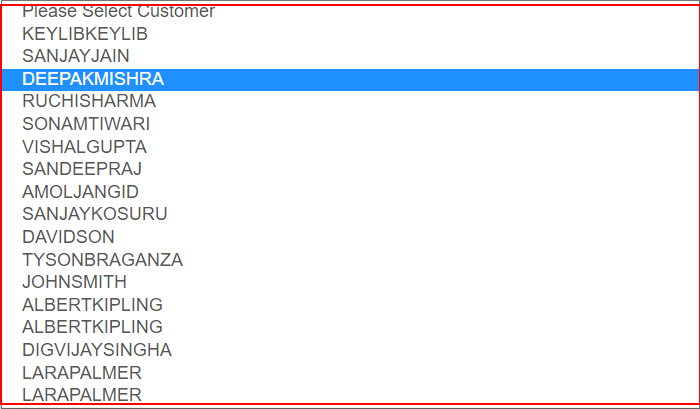 Please Select Customer
KEYLIBKEYLIB
SANJAYJAIN
DEEPAKMISHRA
RUCHISHARMA
SONAMTIWARI
VISHALGUPTA
SANDEEPRAJ
AMOLJANGID
SANJAYKOSURU
DAVIDSON
TYSONBRAGANZA
JOHNSMITH
ALBERTKIPLING
ALBERTKIPLING
DIGVIJAYSINGHA
LARAPALMER
LARAPALMER